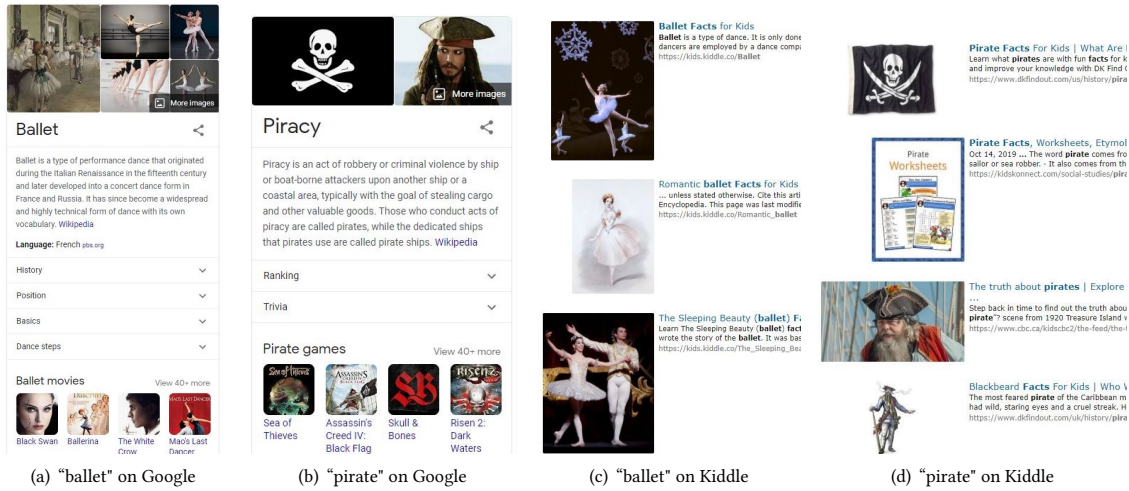 More images
Ballet
Ballet is a type of performance dance that originated
during the Italian Renaissance in the fifteenth century
and later developed into a concert dance form in
France and Russia. It has since become a widespread
and highly technical form of dance with its own
vocabulary. Wikipedia
Language: French pbs.org
History
Position
Basics
Dance steps
Ballet movies
View 40+ more
Black Swan
Ballerina
The White
Crow
Mao's Last
Dancer
(a) "ballet" on Google
More images
Piracy
Piracy is an act of robbery or criminal violence by ship
or boat-borne attackers upon another ship or a
coastal area, typically with the goal of stealing cargo
and other valuable goods. Those who conduct acts of
piracy are called pirates, while the dedicated ships
that pirates use are called pirate ships. Wikipedia
Ranking
Trivia
Pirate games
View 40+ more
Sea of
Thieves
Assassin's
Creed IV:
Black Flag
Skull &
Bones
Risen 2:
Dark
Waters
(b) "pirate" on Google
Ballet Facts for Kids
Ballet is a type of dance. It is only done
dancers are employed by a dance compa
https://kids.kiddle.co/Ballet
Romantic ballet Facts for Kids
... unless stated otherwise. Cite this arti
Encyclopedia. This page was last modifie
https://kids.kiddle.co/Romantic_ballet
The Sleeping Beauty (ballet) Fa
Learn The Sleeping Beauty (ballet) fact
wrote the story of the ballet. It was bas
https://kids.kiddle.co/The_Sleeping_Bea
(c) "ballet" on Kiddle
Pirate Facts For Kids | What Are
Learn what pirates are with fun facts for k
and improve your knowledge with DK Find
https://www.dkfindout.com/us/history/pira
Pirate
Worksheets
Pirate Facts, Worksheets, Etymol
Oct 14, 2019 ... The word pirate comes fro
sailor or sea robber. - It also comes from th
https://kidskonnect.com/social-studies/pira
The truth about pirates | Explore
...
Step back in time to find out the truth abou
pirate"? scene from 1920 Treasure Island w
https://www.cbc.ca/kidscbc2/the-feed/the-t
Blackbeard Facts For Kids | Who W
The most feared pirate of the Caribbean m
had wild, staring eyes and a cruel streak. H
https://www.dkfindout.com/uk/history/pira
(d) "pirate" on Kiddle